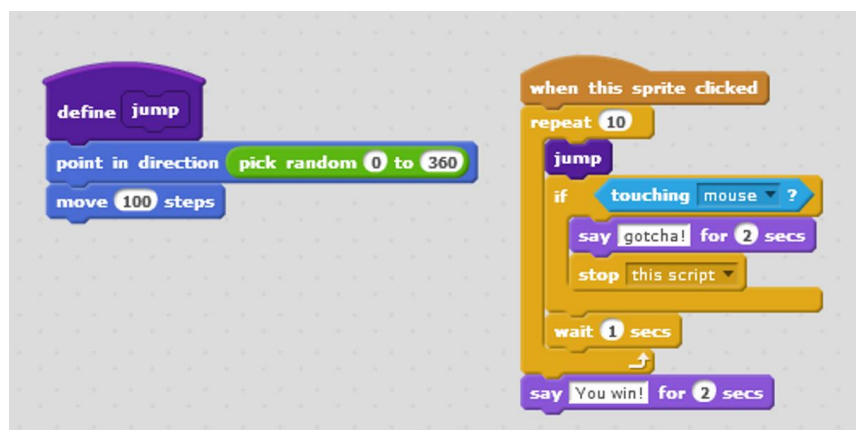 define jump
point in direction pick random 0 to 360
move 100 steps
when this sprite clicked
repeat 10
jump
if touching mouse ?
say gotcha! for 2 secs
stop this script
wait 1 secs
say You win! for 2 secs